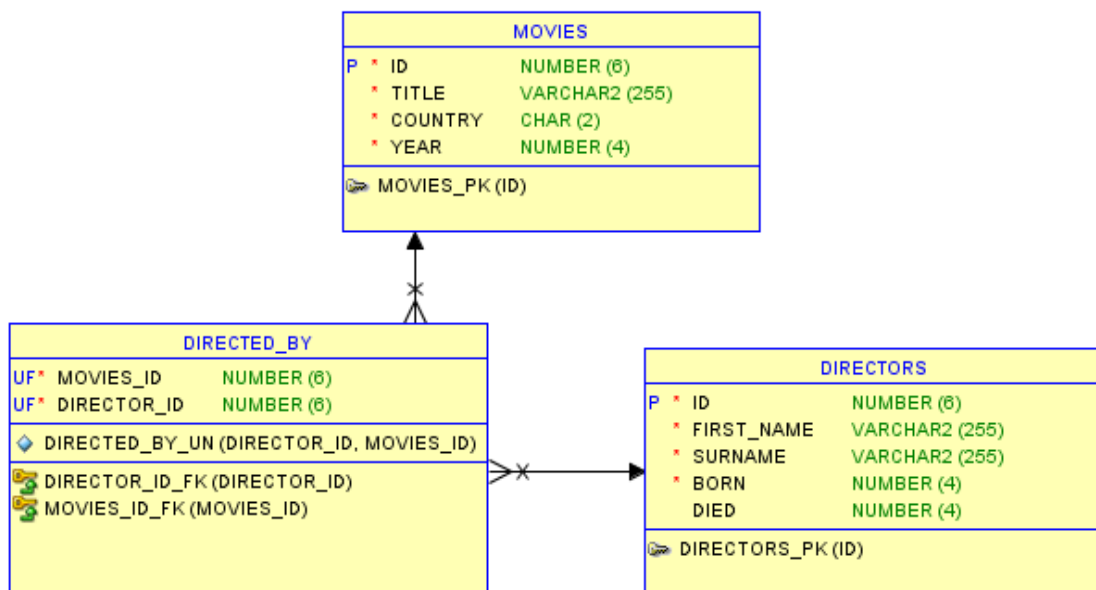 MOVIES
P * ID NUMBER (6)
* TITLE VARCHAR2 (255)
* COUNTRY CHAR (2)
* YEAR NUMBER (4)
MOVIES_PK (ID)
DIRECTED_BY
UF* MOVIES_ID NUMBER (6)
UF* DIRECTOR_ID NUMBER (6)
DIRECTED_BY_UN (DIRECTOR_ID, MOVIES_ID)
DIRECTOR_ID_FK (DIRECTOR_ID)
MOVIES_ID_FK (MOVIES_ID)
DIRECTORS
P * ID NUMBER (6)
* FIRST_NAME VARCHAR2 (255)
* SURNAME VARCHAR2 (255)
* BORN NUMBER (4)
DIED NUMBER (4)
DIRECTORS_PK (ID)